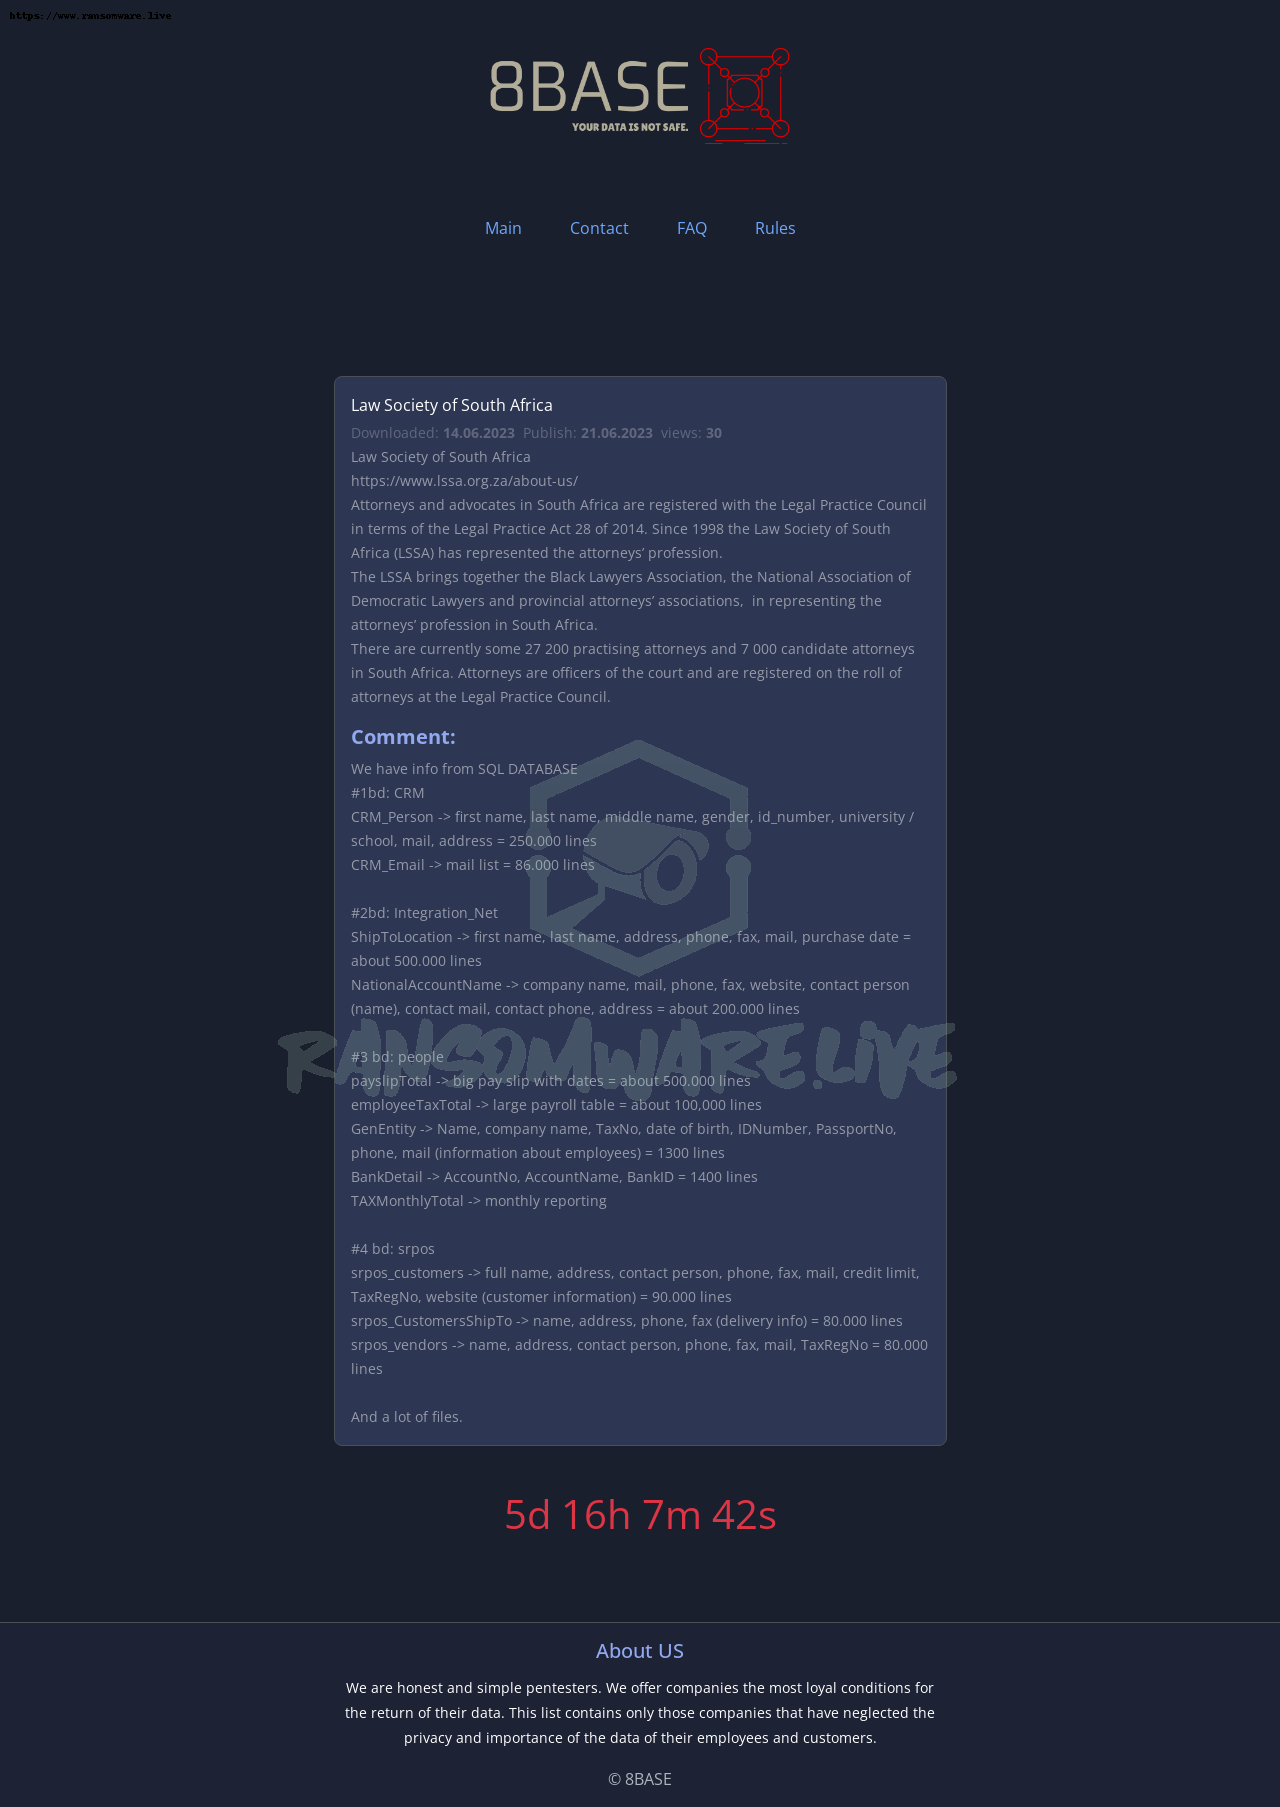 https://www.ransomware.live
8BASE
YOUR DATA IS NOT SAFE.
Main Contact FAQ Rules
Law Society of South Africa
Downloaded: 14.06.2023 Publish: 21.06.2023 views: 30
Law Society of South Africa
https://www.lssa.org.za/about-us/
Attorneys and advocates in South Africa are registered with the Legal Practice Council
in terms of the Legal Practice Act 28 of 2014. Since 1998 the Law Society of South
Africa (LSSA) has represented the attorneys’ profession.
The LSSA brings together the Black Lawyers Association, the National Association of
Democratic Lawyers and provincial attorneys’ associations,  in representing the
attorneys’ profession in South Africa.
There are currently some 27 200 practising attorneys and 7 000 candidate attorneys
in South Africa. Attorneys are officers of the court and are registered on the roll of
attorneys at the Legal Practice Council.
Comment:
We have info from SQL DATABASE
#1bd: CRM
CRM_Person -> first name, last name, middle name, gender, id_number, university /
school, mail, address = 250.000 lines
CRM_Email -> mail list = 86.000 lines
#2bd: Integration_Net
ShipToLocation -> first name, last name, address, phone, fax, mail, purchase date =
about 500.000 lines
NationalAccountName -> company name, mail, phone, fax, website, contact person
(name), contact mail, contact phone, address = about 200.000 lines
RANSOMWARE.LIVE
#3 bd: people
payslipTotal -> big pay slip with dates = about 500.000 lines
employeeTaxTotal -> large payroll table = about 100,000 lines
GenEntity -> Name, company name, TaxNo, date of birth, IDNumber, PassportNo,
phone, mail (information about employees) = 1300 lines
BankDetail -> AccountNo, AccountName, BankID = 1400 lines
TAXMonthlyTotal -> monthly reporting
#4 bd: srpos
srpos_customers -> full name, address, contact person, phone, fax, mail, credit limit,
TaxRegNo, website (customer information) = 90.000 lines
srpos_CustomersShipTo -> name, address, phone, fax (delivery info) = 80.000 lines
srpos_vendors -> name, address, contact person, phone, fax, mail, TaxRegNo = 80.000
lines
And a lot of files.
5d 16h 7m 42s
About US
We are honest and simple pentesters. We offer companies the most loyal conditions for
the return of their data. This list contains only those companies that have neglected the
privacy and importance of the data of their employees and customers.
© 8BASE